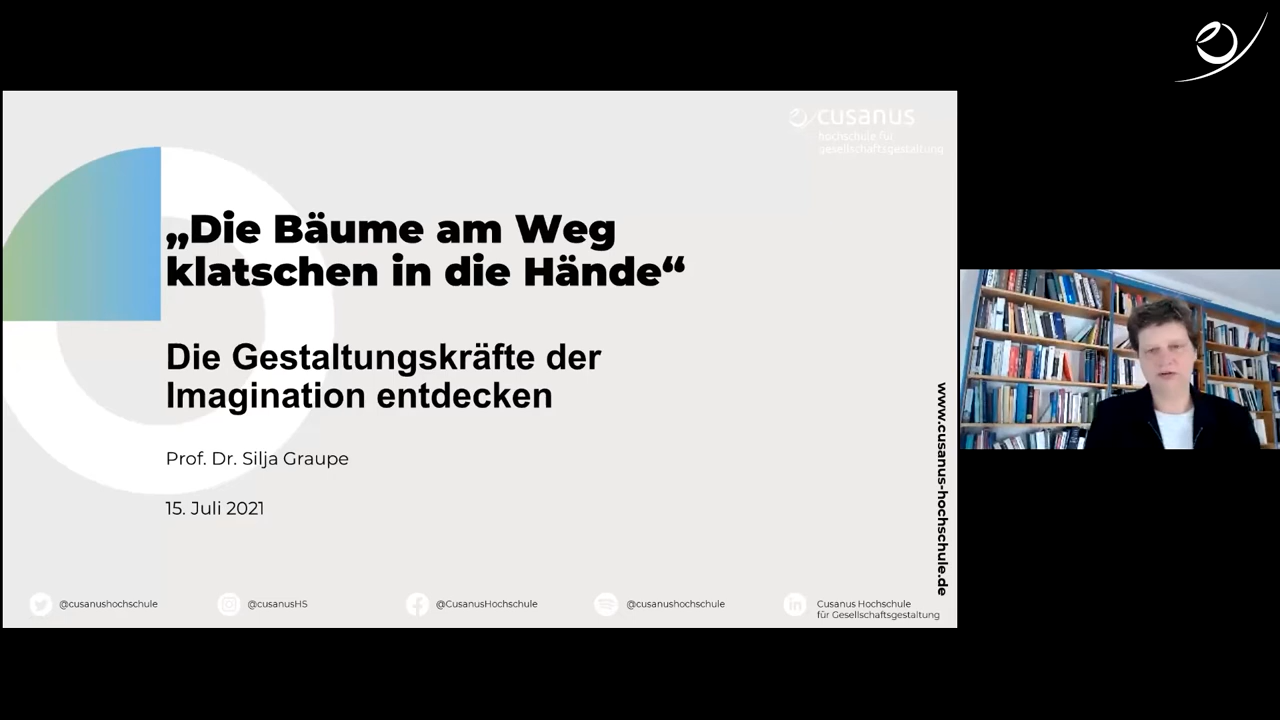 cusanus
hochschule für
gesellschaftsgestaltung
„Die Bäume am Weg
klatschen in die Hände“
Die Gestaltungskräfte der
Imagination entdecken
Prof. Dr. Silja Graupe
15. Juli 2021
www.cusanus-hochschule.de
@cusanushochschule
@cusanusHS
@CusanusHochschule
@cusanushochschule
Cusanus Hochschule
für Gesellschaftsgestaltung